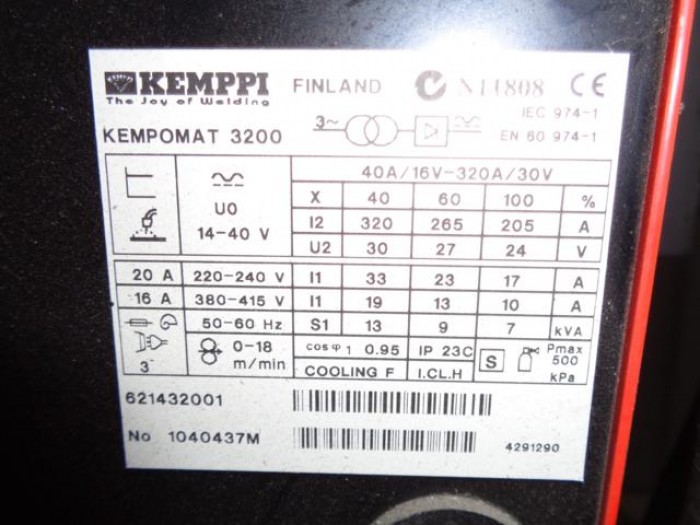 KEMPPI FINLAND N11808 CE
The Joy of Welding
IEC 974-1
KEMPOMAT 3200 3~ EN 60 974-1
40A/16V-320A/30V
X 40 60 100 %
U0 I2 320 265 205 A
14-40 V U2 30 27 24 V
20 A 220-240 V I1 33 23 17 A
16 A 380-415 V I1 19 13 10 A
50-60 Hz S1 13 9 7 kVA
3~ 0-18 m/min cos φ 1 0.95 IP 23C S Pmax 500 kPa
COOLING F I.CL.H
621432001
No 1040437M 4291290